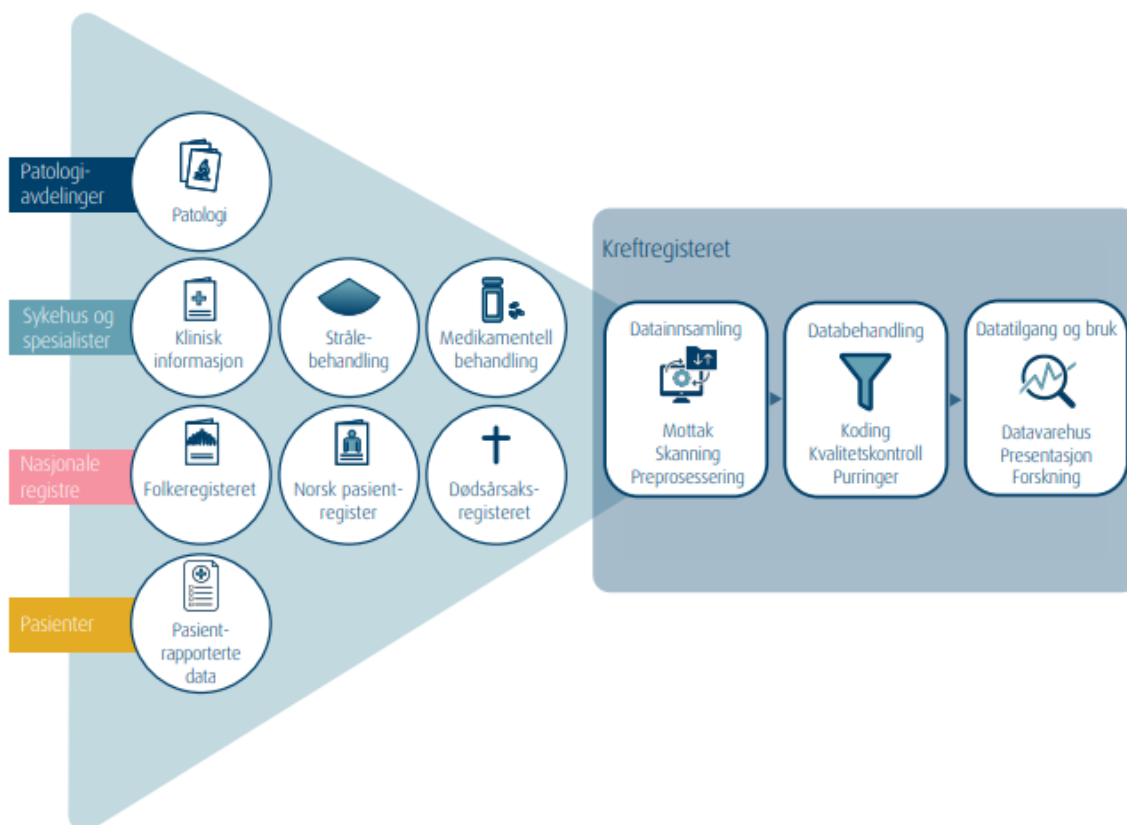 Patologi-
avdelinger
Patologi
Sykehus og
spesialister
Klinisk
informasjon
Stråle-
behandling
Medikamentell
behandling
Nasjonale
registre
Folkeregisteret
Norsk pasient-
register
Dødsårsaks-
registeret
Pasienter
Pasient-
rapporterte
data
Kreftregisteret
Datainnsamling
Mottak
Skanning
Preprosessering
Databehandling
Koding
Kvalitetskontroll
Purringer
Datatilgang og bruk
Datavarehus
Presentasjon
Forskning